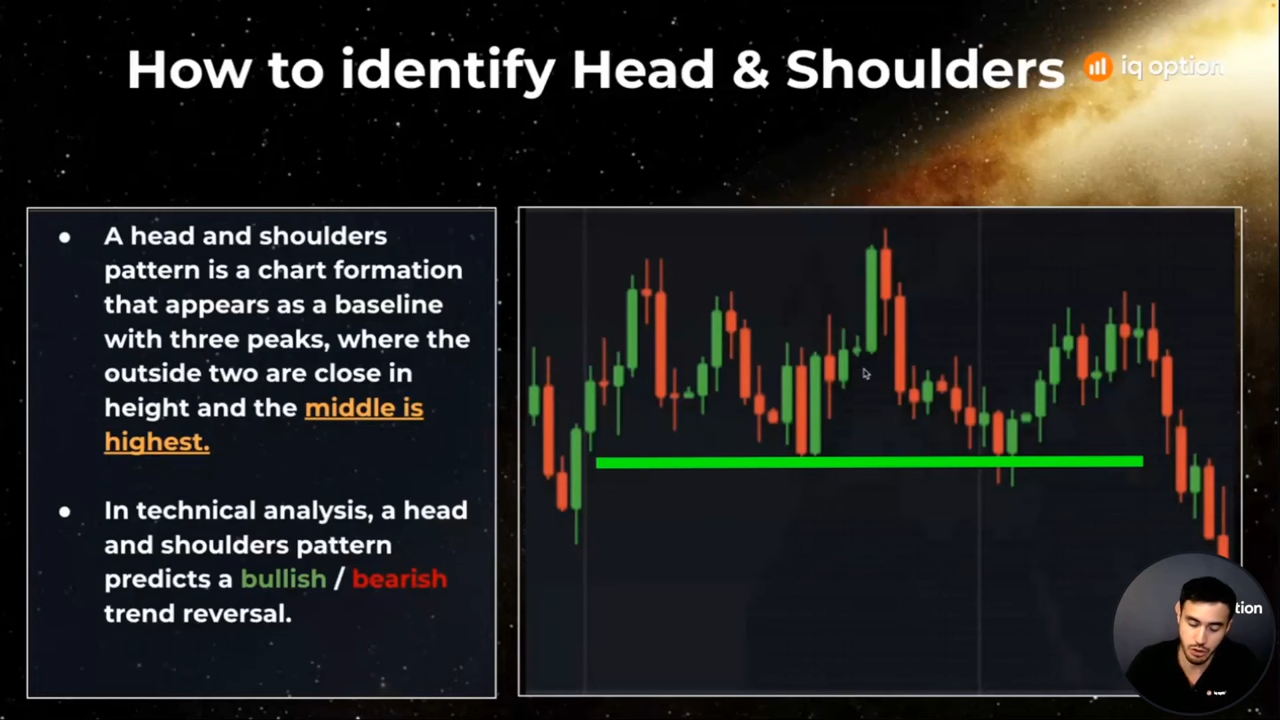 How to identify Head & Shoulders
iq option
● A head and shoulders
pattern is a chart formation
that appears as a baseline
with three peaks, where the
outside two are close in
height and the middle is
highest.
● In technical analysis, a head
and shoulders pattern
predicts a bullish / bearish
trend reversal.
tion